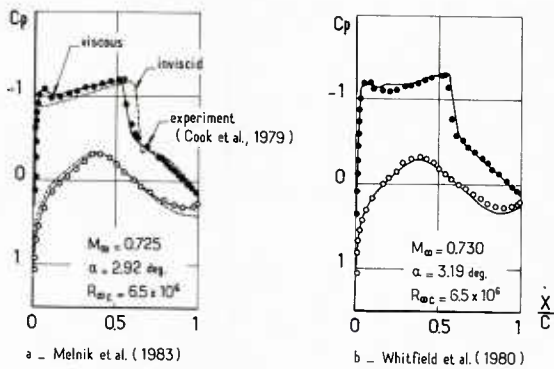 Cp
viscous
inviscid
-1
experiment
(Cook et al., 1979)
0
1
M∞ = 0.725
α = 2.92 deg.
R∞c = 6.5 x 10⁶
0 0.5 1
a _ Melnik et al. (1983)
Cp
-1
0
1
M∞ = 0.730
α = 3.19 deg.
R∞c = 6.5 x 10⁶
0 0.5 1
X
C
b _ Whitfield et al. (1980)